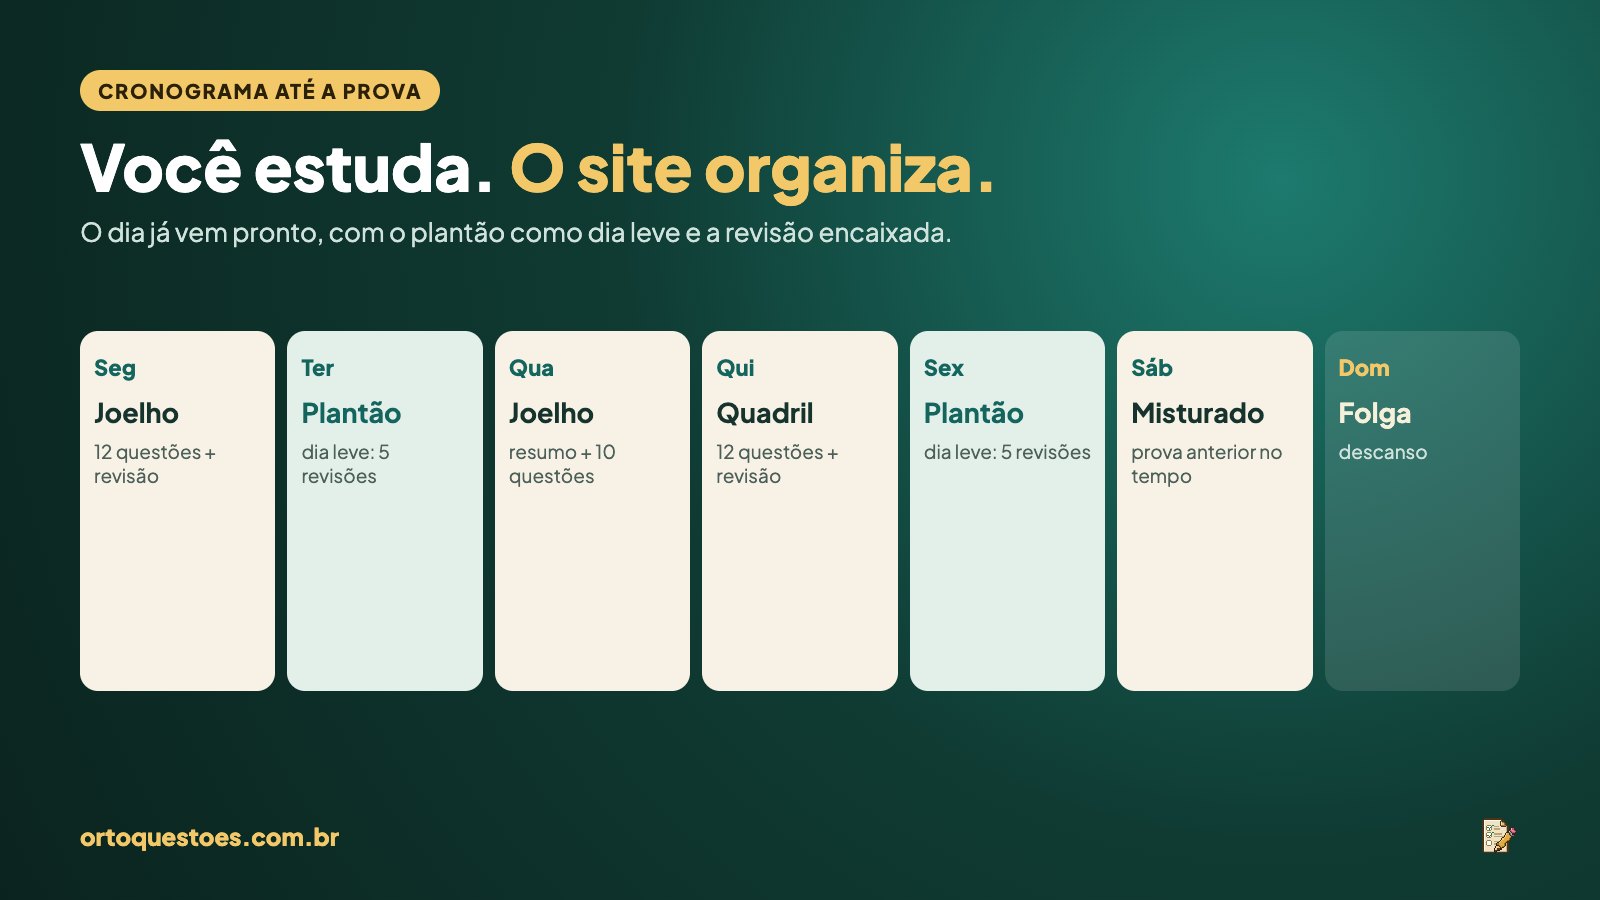 CRONOGRAMA ATÉ A PROVA
Você estuda. O site organiza.
O dia já vem pronto, com o plantão como dia leve e a revisão encaixada.
Seg
Joelho
12 questões +
revisão
Ter
Plantão
dia leve: 5
revisões
Qua
Joelho
resumo + 10
questões
Qui
Quadril
12 questões +
revisão
Sex
Plantão
dia leve: 5 revisões
Sáb
Misturado
prova anterior no
tempo
Dom
Folga
descanso
ortoquestoes.com.br